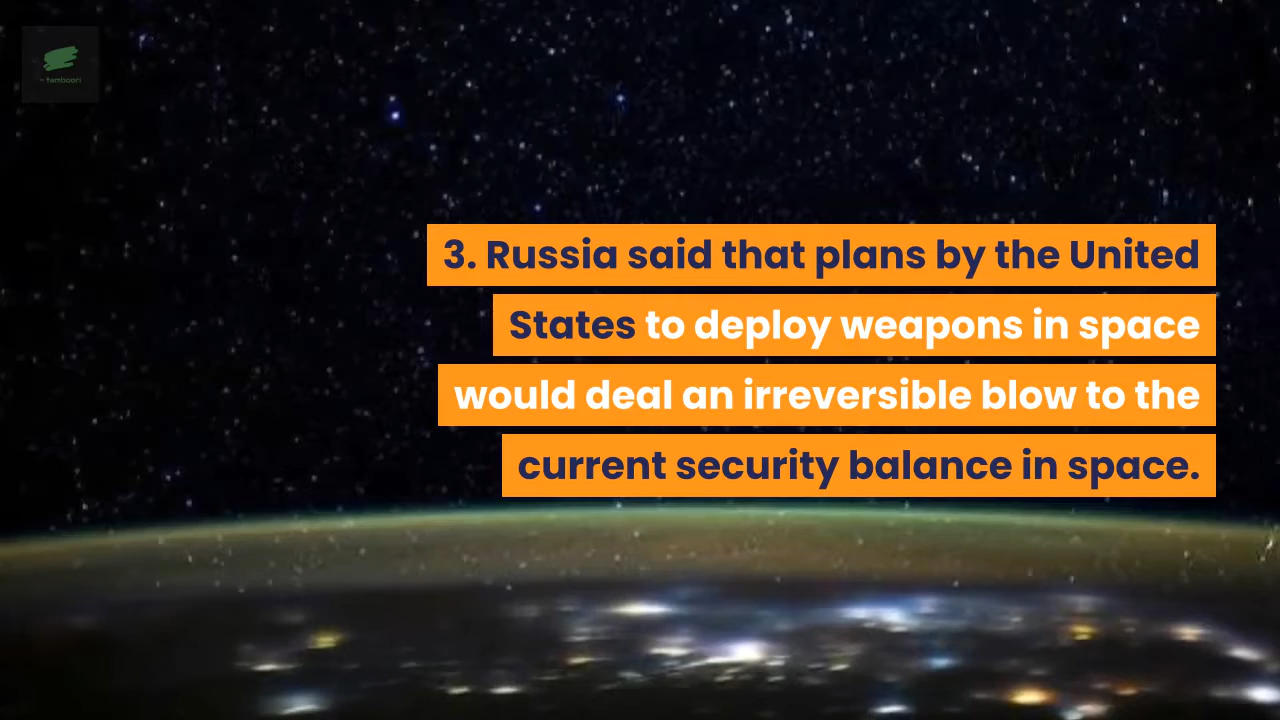 ~ tamboori
3. Russia said that plans by the United
States to deploy weapons in space
would deal an irreversible blow to the
current security balance in space.